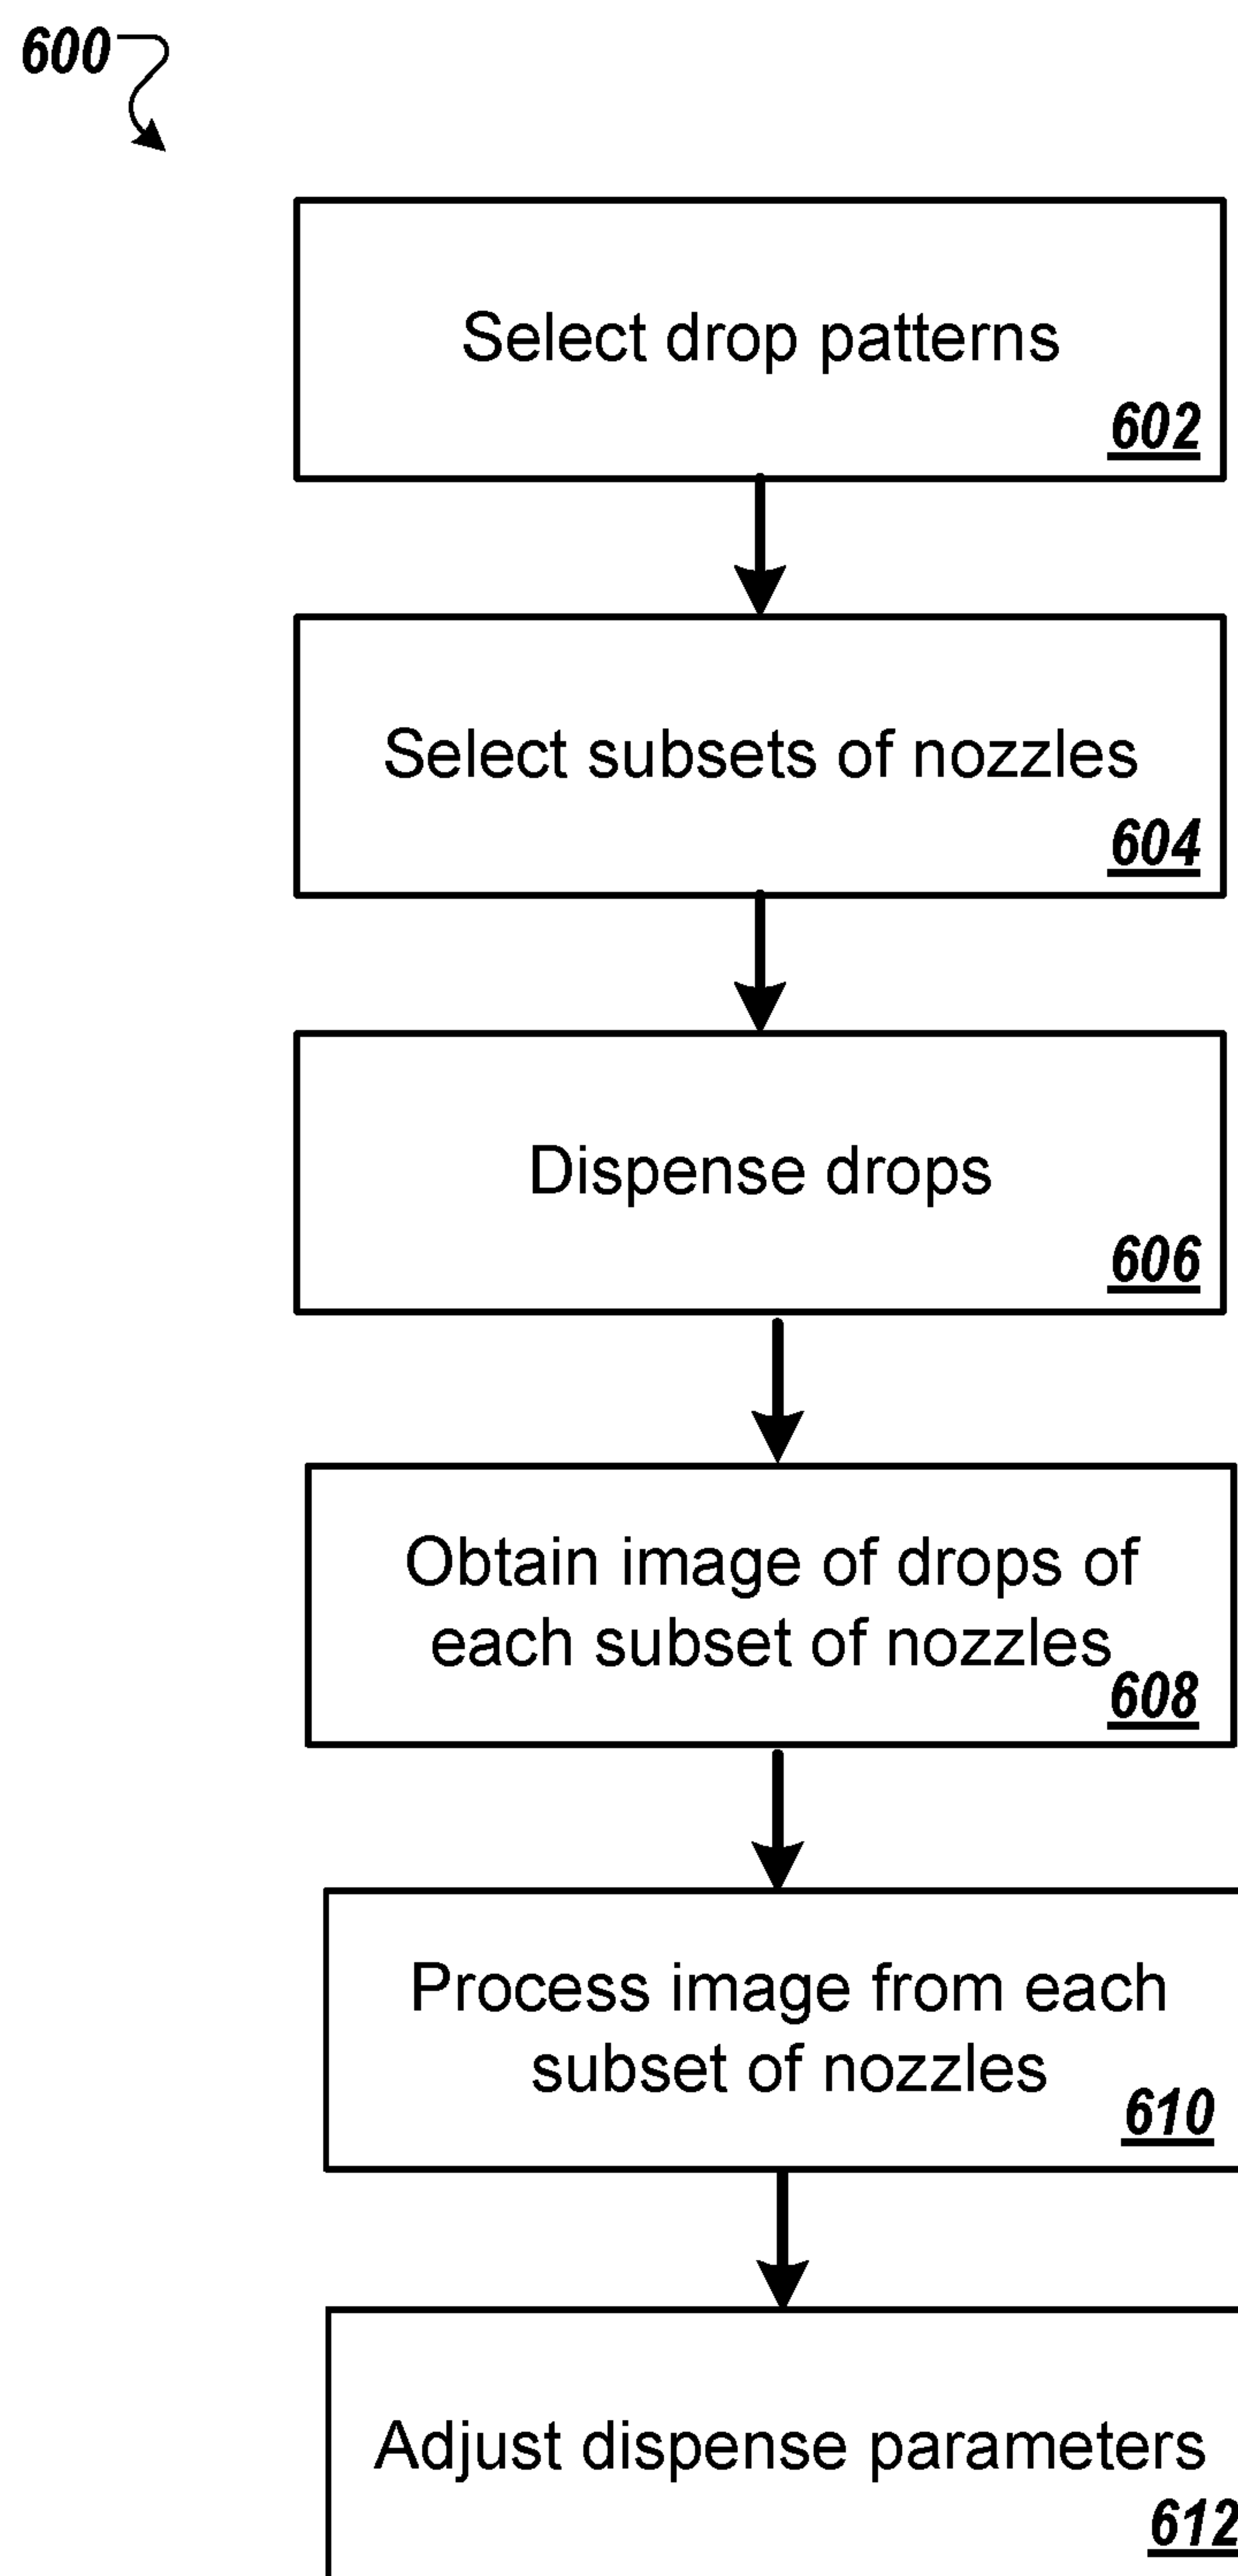 600
Select drop patterns
602
Select subsets of nozzles
604
Dispense drops
606
Obtain image of drops of
each subset of nozzles
608
Process image from each
subset of nozzles
610
Adjust dispense parameters
612